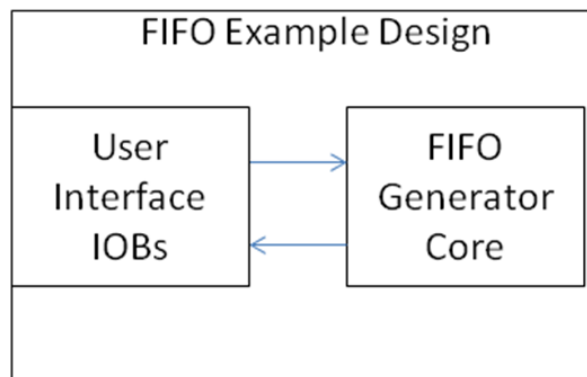 FIFO Example Design
User
Interface
IOBs
FIFO
Generator
Core